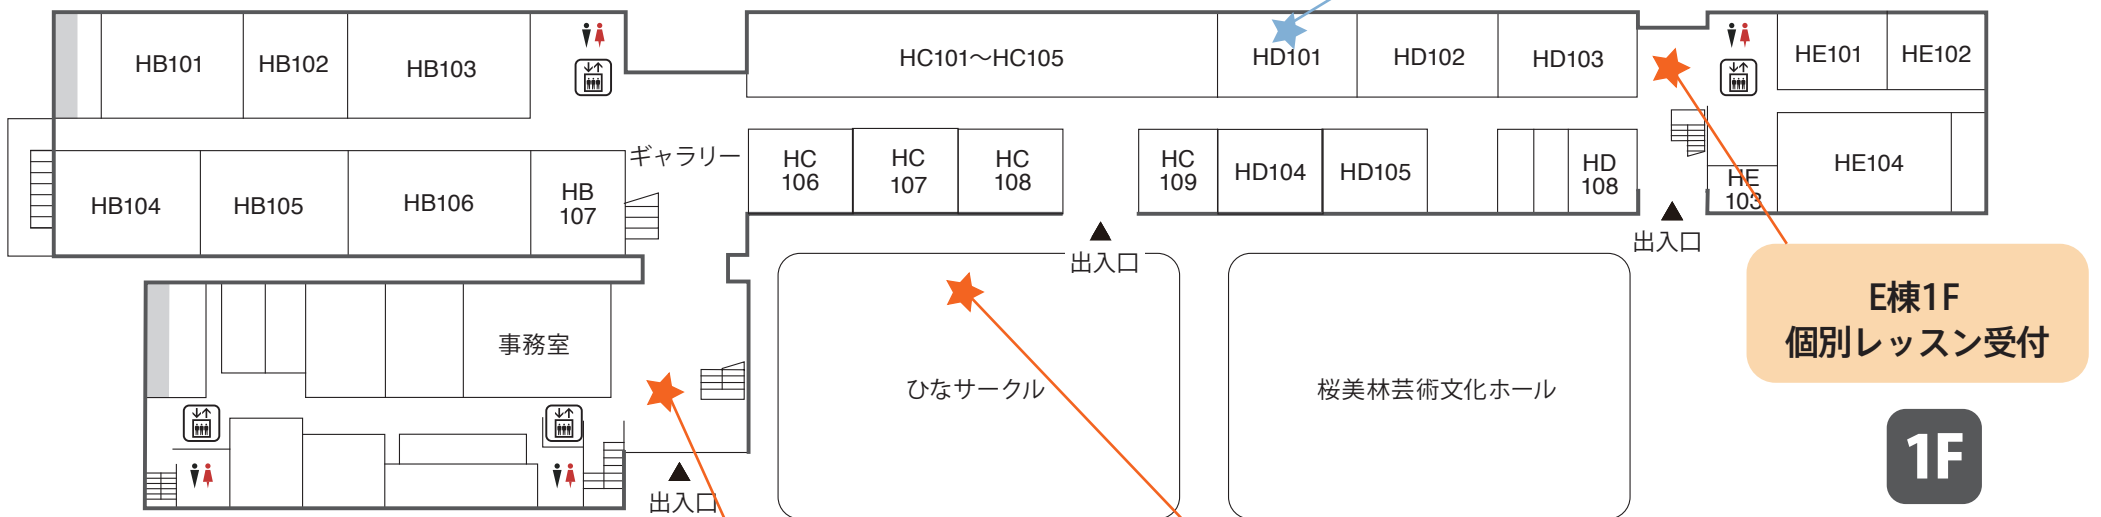 HB101
HB102
HB103
HC101～HC105
HD101
HD102
HD103
HE101
HE102
HB104
HB105
HB106
HB
107
ギャラリー
HC
106
HC
107
HC
108
HC
109
HD104
HD105
HD
108
HE
103
HE104
出入口
出入口
事務室
ひなサークル
桜美林芸術文化ホール
出入口
E棟1F
個別レッスン受付
1F